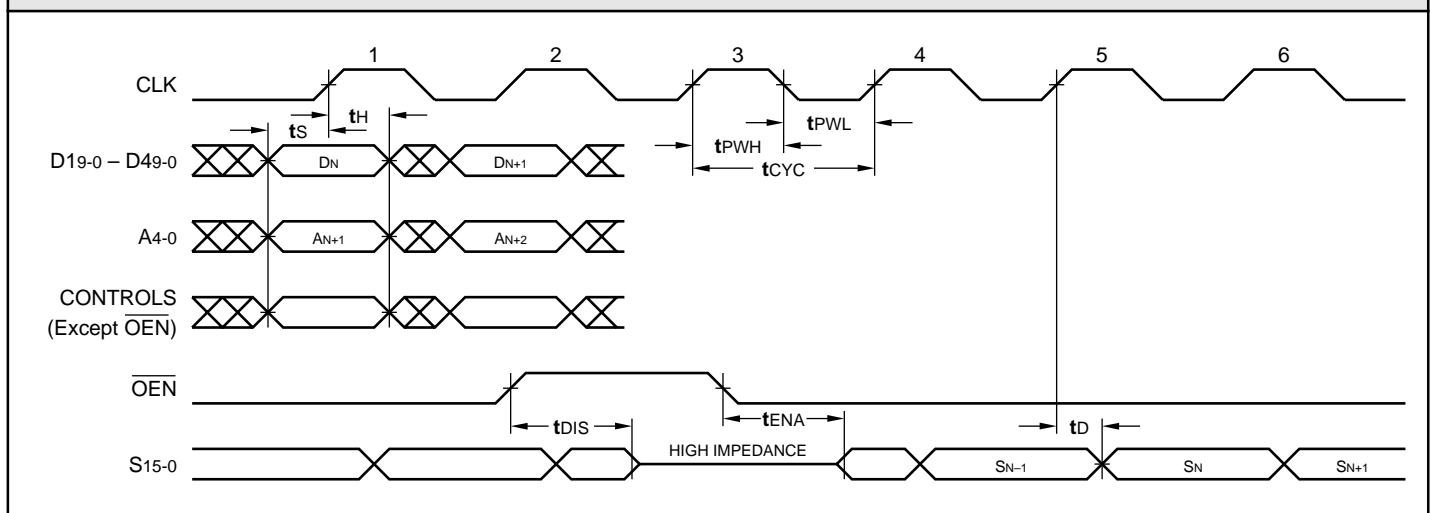 1 2 3 4 5 6
CLK
tS tH tPWL
tPWH
tCYC
D19-0 – D49-0 DN DN+1
A4-0 AN+1 AN+2
CONTROLS
(Except OEN)
OEN
tDIS tENA tD
S15-0 HIGH IMPEDANCE SN–1 SN SN+1